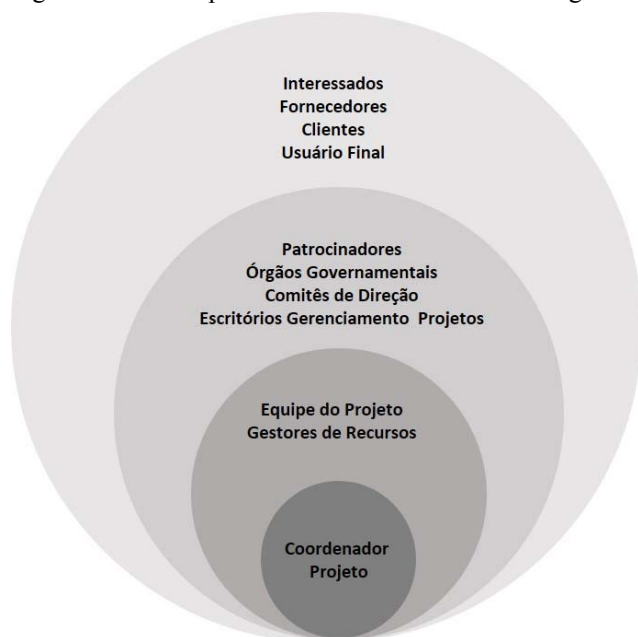 Interessados
Fornecedores
Clientes
Usuário Final
Patrocinadores
Órgãos Governamentais
Comitês de Direção
Escritórios Gerenciamento Projetos
Equipe do Projeto
Gestores de Recursos
Coordenador
Projeto